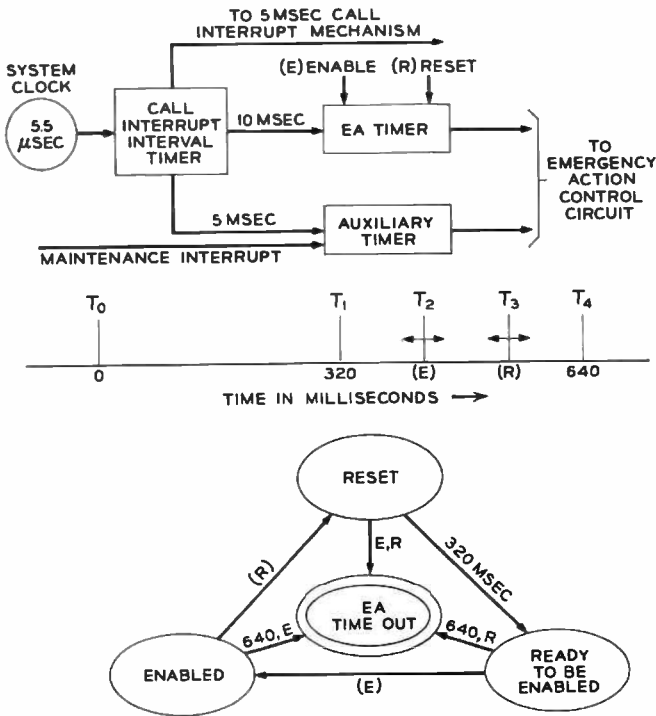 TO 5 MSEC CALL
INTERRUPT MECHANISM
(E) ENABLE (R) RESET
SYSTEM
CLOCK
5.5
μSEC
CALL
INTERRUPT
INTERVAL
TIMER
10 MSEC
EA TIMER
TO
EMERGENCY
ACTION
CONTROL
CIRCUIT
5 MSEC
AUXILIARY
TIMER
MAINTENANCE INTERRUPT
T0 T1 T2 T3 T4
0 320 (E) (R) 640
TIME IN MILLISECONDS
RESET
(R)
E,R
320 MSEC
EA
TIME OUT
640, E
640, R
ENABLED
READY
TO BE
ENABLED
(E)